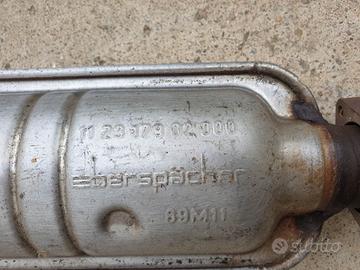 11 23 179 02 000
Eberspächer
89M11
subito